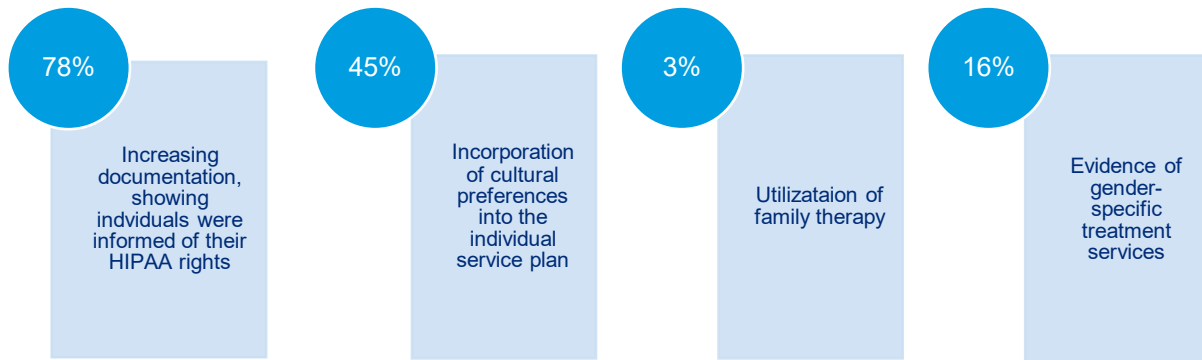 78%
Increasing
documentation,
showing
indviduals were
informed of their
HIPAA rights
45%
Incorporation
of cultural
preferences
into the
individual
service plan
3%
Utilizataion of
family therapy
16%
Evidence of
gender-
specific
treatment
services